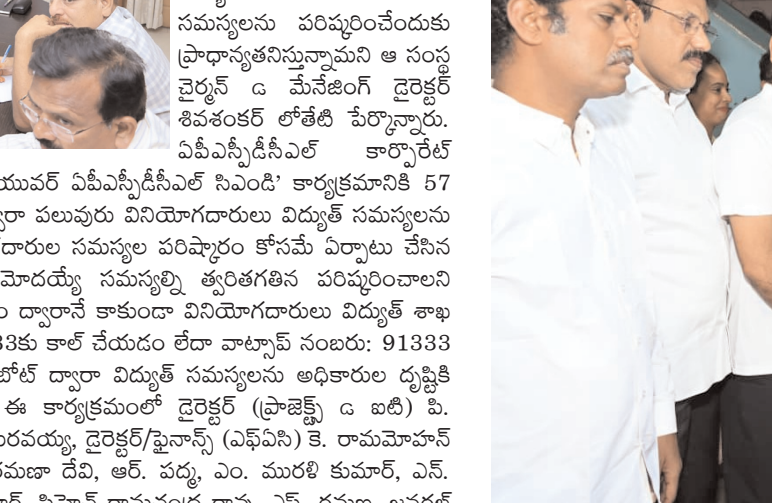 సమస్యలను పరిష్కరించేందుకు
ప్రాధాన్యతనిస్తున్నామని ఆ సంస్థ
చైర్మన్ & మేనేజింగ్ డైరెక్టర్
శివశంకర్ లోతేటి పేర్కొన్నారు.
ఏపీఎస్పీడీసీఎల్ కార్పొరేట్
యువర్ ఏపీఎస్పీడీసీఎల్ సిఎండి' కార్యక్రమానికి 57
పలువురు వినియోగదారులు విద్యుత్ సమస్యలను
దారుల సమస్యల పరిష్కారం కోసమే ఏర్పాటు చేసిన
మోదయ్యే సమస్యల్ని త్వరితగతిన పరిష్కరించాలని
ద్వారానే కాకుండా వినియోగదారులు విద్యుత్ శాఖ
33కు కాల్ చేయడం లేదా వాట్సాప్ నంబరు: 91333
బోట్ ద్వారా విద్యుత్ సమస్యలను అధికారుల దృష్టికి
ఈ కార్యక్రమంలో డైరెక్టర్ (ప్రాజెక్ట్స్ & ఐటి) పి.
రవయ్య, డైరెక్టర్/ఫైనాన్స్ (ఎఫ్ఏసి) కె. రామమోహన్
రమణా దేవి, ఆర్. పద్మ, ఎం. మురళి కుమార్, ఎన్.